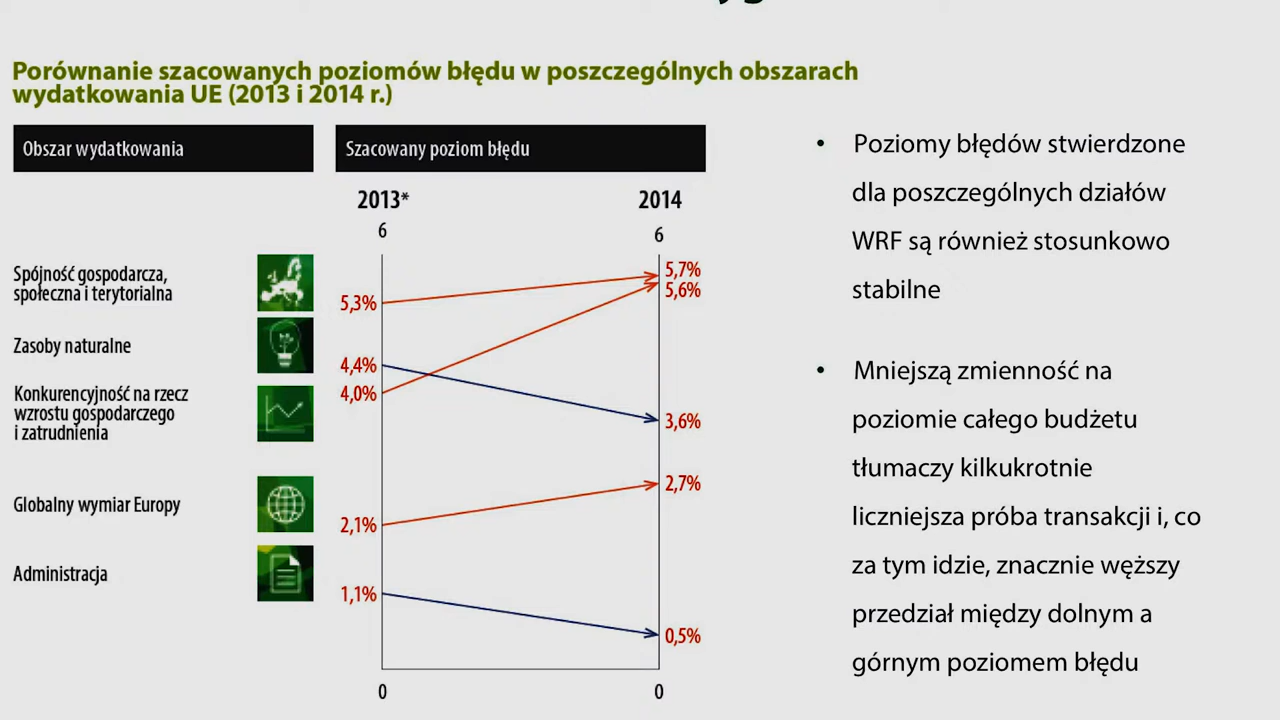 Porównanie szacowanych poziomów błędu w poszczególnych obszarach
wydatkowania UE (2013 i 2014 r.)
Obszar wydatkowania
Szacowany poziom błędu
2013*
2014
6
6
Spójność gospodarcza,
społeczna i terytorialna
5,3%
5,7%
5,6%
Zasoby naturalne
4,4%
Konkurencyjność na rzecz
wzrostu gospodarczego
i zatrudnienia
4,0%
3,6%
Globalny wymiar Europy
2,1%
2,7%
Administracja
1,1%
0,5%
0
0
• Poziomy błędów stwierdzone
dla poszczególnych działów
WRF są również stosunkowo
stabilne
• Mniejszą zmienność na
poziomie całego budżetu
tłumaczy kilkukrotnie
liczniejsza próba transakcji i, co
za tym idzie, znacznie węższy
przedział między dolnym a
górnym poziomem błędu